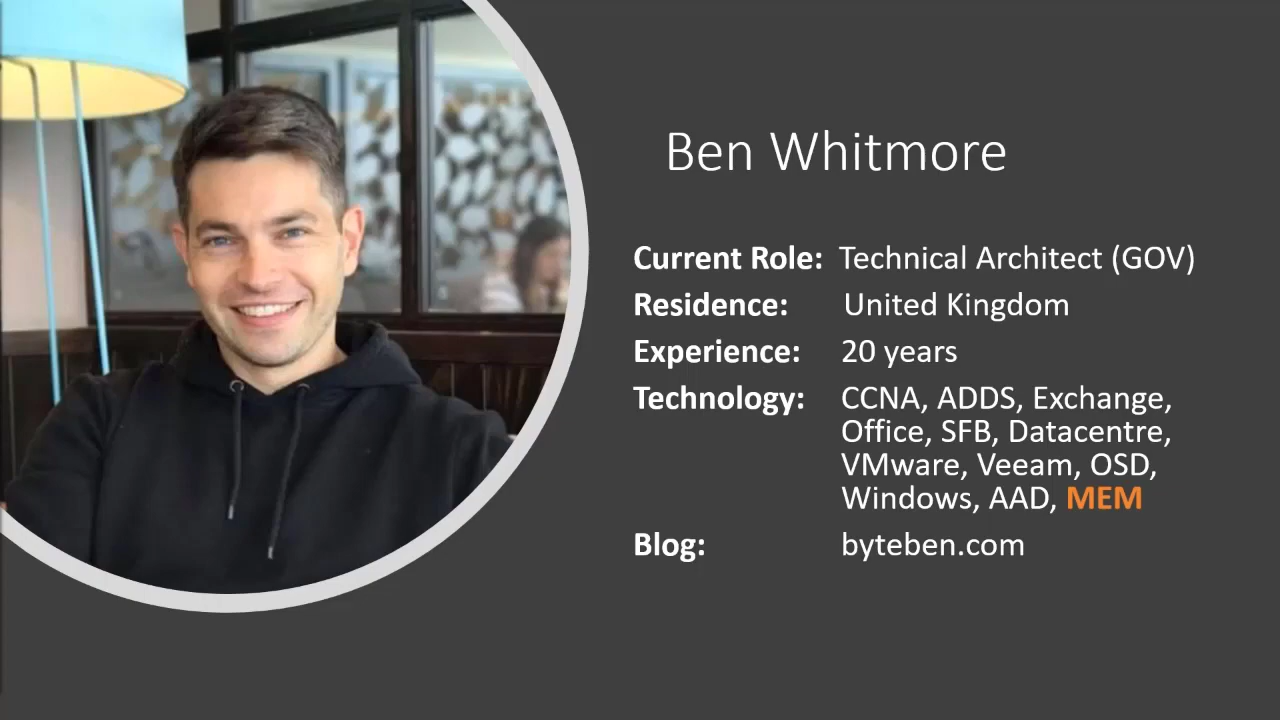 Ben Whitmore
Current Role: Technical Architect (GOV)
Residence: United Kingdom
Experience: 20 years
Technology: CCNA, ADDS, Exchange,
Office, SFB, Datacentre,
VMware, Veeam, OSD,
Windows, AAD, MEM
Blog: byteben.com